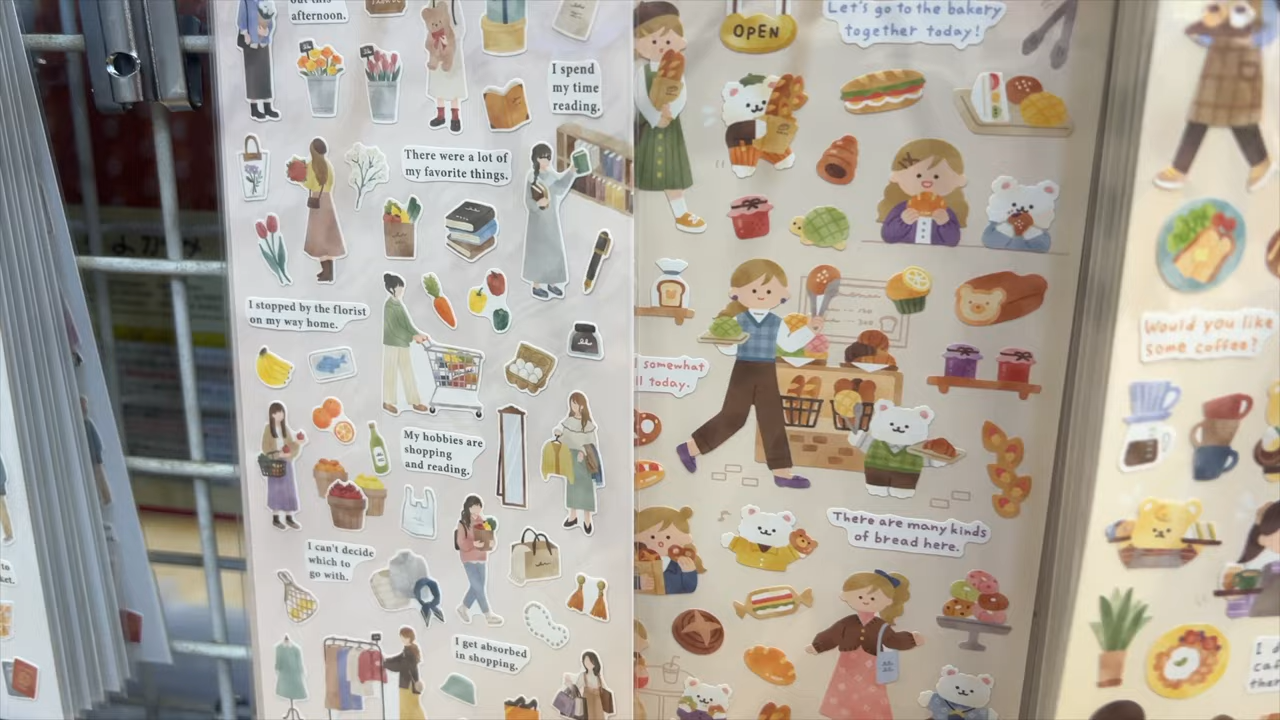 out this
afternoon.
I spend
my time
reading.
There were a lot of
my favorite things.
I stopped by the florist
on my way home.
My hobbies are
shopping
and reading.
I can't decide
which to
go with.
I get absorbed
in shopping.
OPEN
Let's go to the bakery
together today!
somewhat
today.
There are many kinds
of bread here.
Would you like
some coffee?